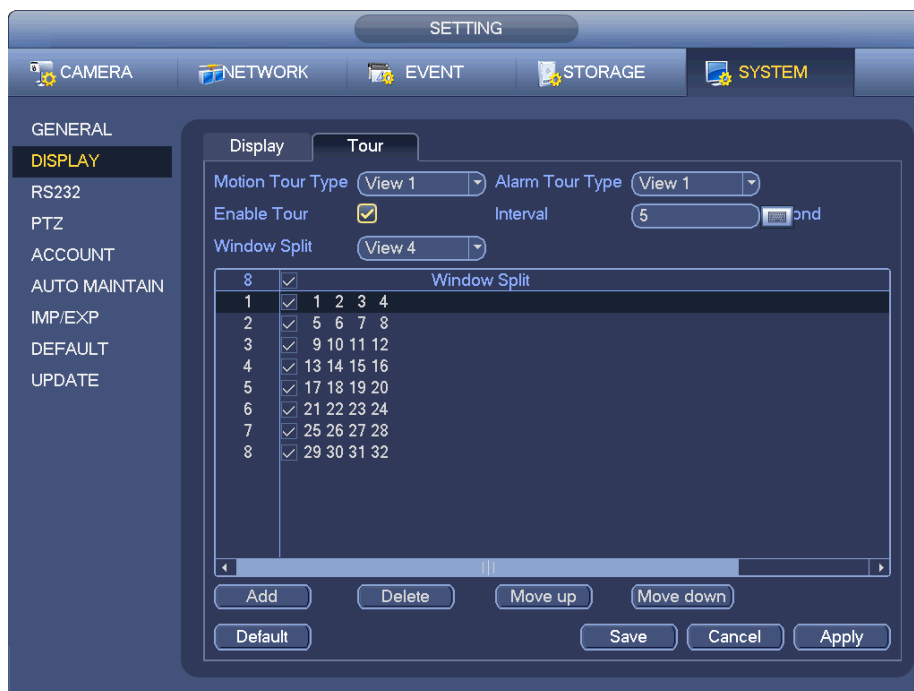 SETTING
CAMERA NETWORK EVENT STORAGE SYSTEM
GENERAL
DISPLAY
RS232
PTZ
ACCOUNT
AUTO MAINTAIN
IMP/EXP
DEFAULT
UPDATE
Display Tour
Motion Tour Type View 1 Alarm Tour Type View 1
Enable Tour Interval 5 ond
Window Split View 4
8 Window Split
1 1 2 3 4
2 5 6 7 8
3 9 10 11 12
4 13 14 15 16
5 17 18 19 20
6 21 22 23 24
7 25 26 27 28
8 29 30 31 32
Add Delete Move up Move down
Default Save Cancel Apply